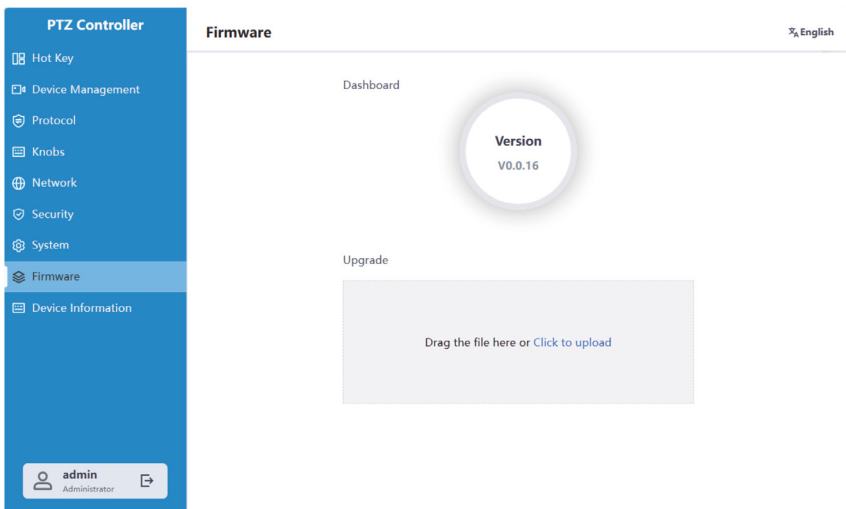 PTZ Controller
Hot Key
Device Management
Protocol
Knobs
Network
Security
System
Firmware
Device Information
admin
Administrator
Firmware
English
Dashboard
Version
V0.0.16
Upgrade
Drag the file here or Click to upload